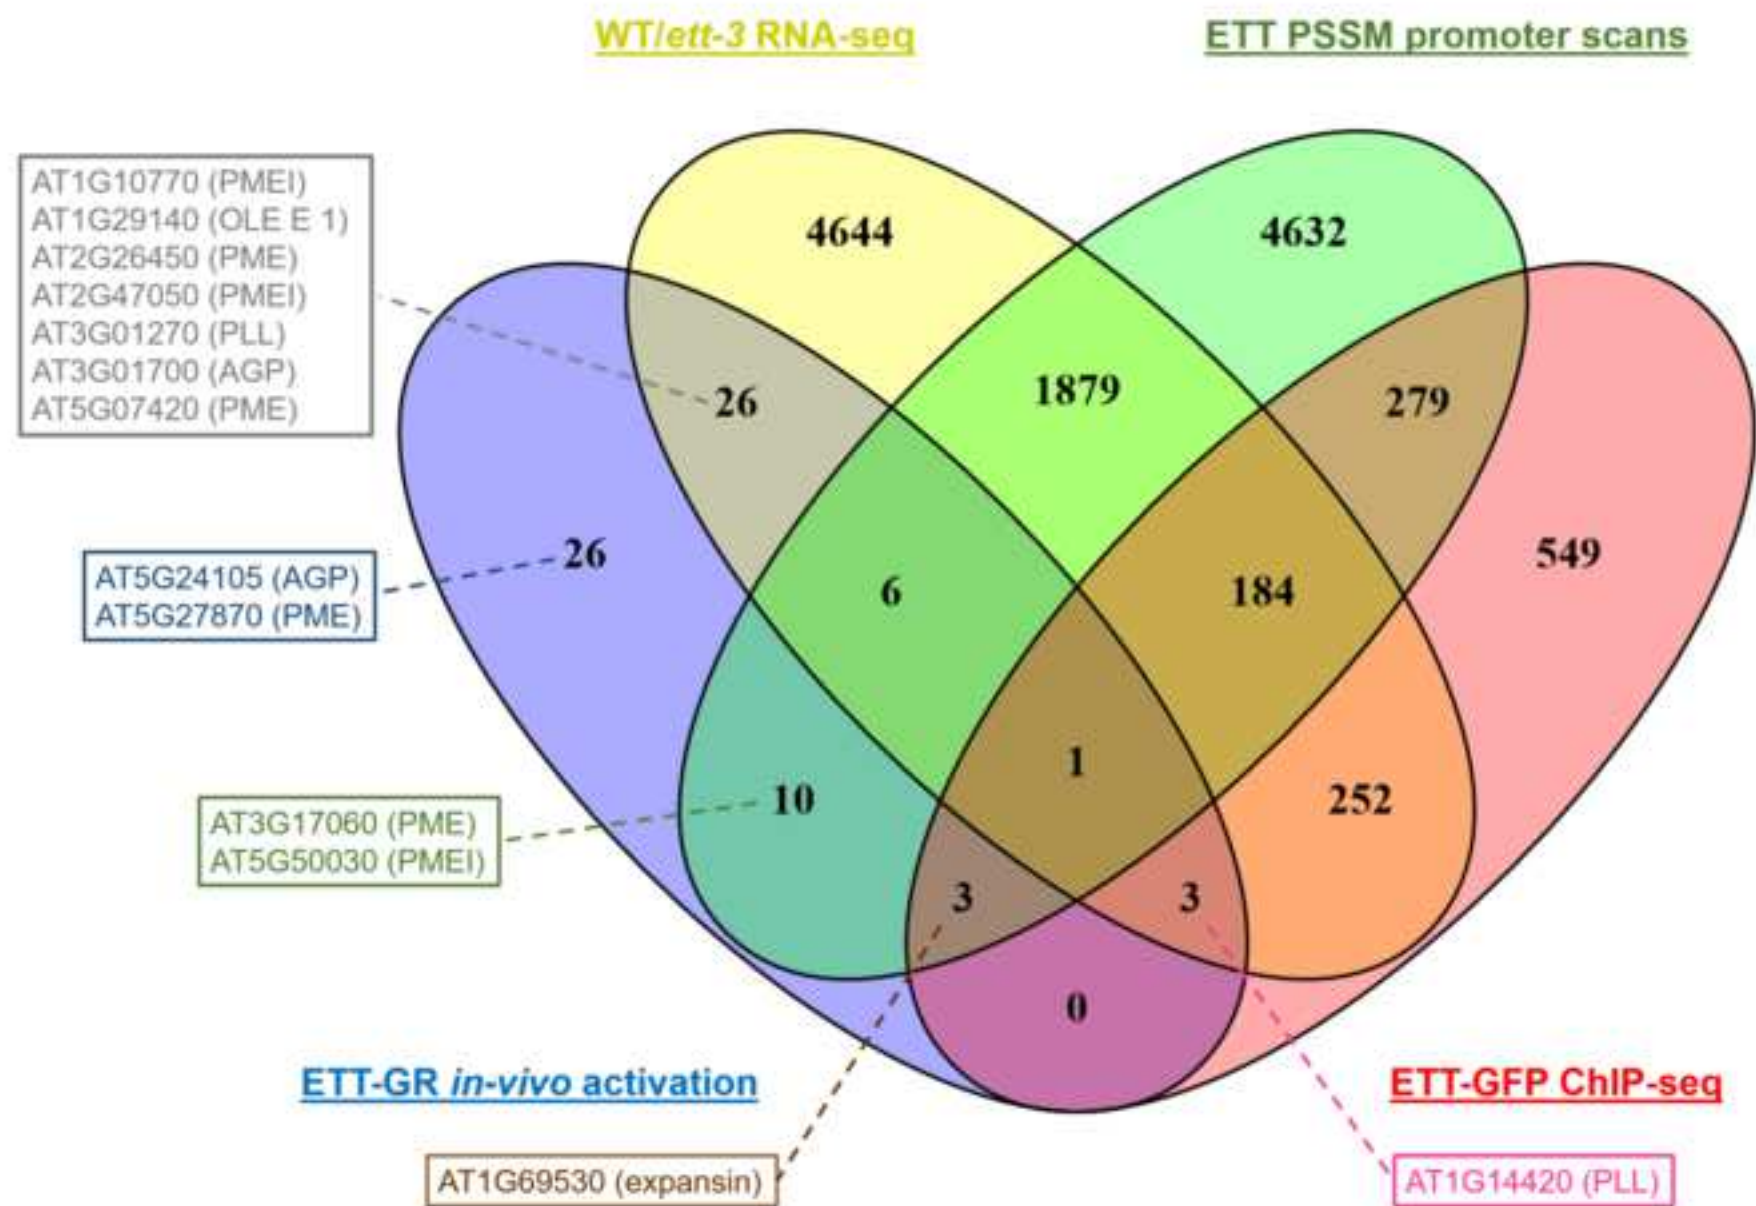 WT/ett-3 RNA-seq
ETT PSSM promoter scans
AT1G10770 (PMEI)
AT1G29140 (OLE E 1)
AT2G26450 (PME)
AT2G47050 (PMEI)
AT3G01270 (PLL)
AT3G01700 (AGP)
AT5G07420 (PME)
4644
4632
26
1879
279
26
6
184
549
AT5G24105 (AGP)
AT5G27870 (PME)
1
10
252
AT3G17060 (PME)
AT5G50030 (PMEI)
3
3
0
ETT-GR in-vivo activation
ETT-GFP ChIP-seq
AT1G69530 (expansin)
AT1G14420 (PLL)